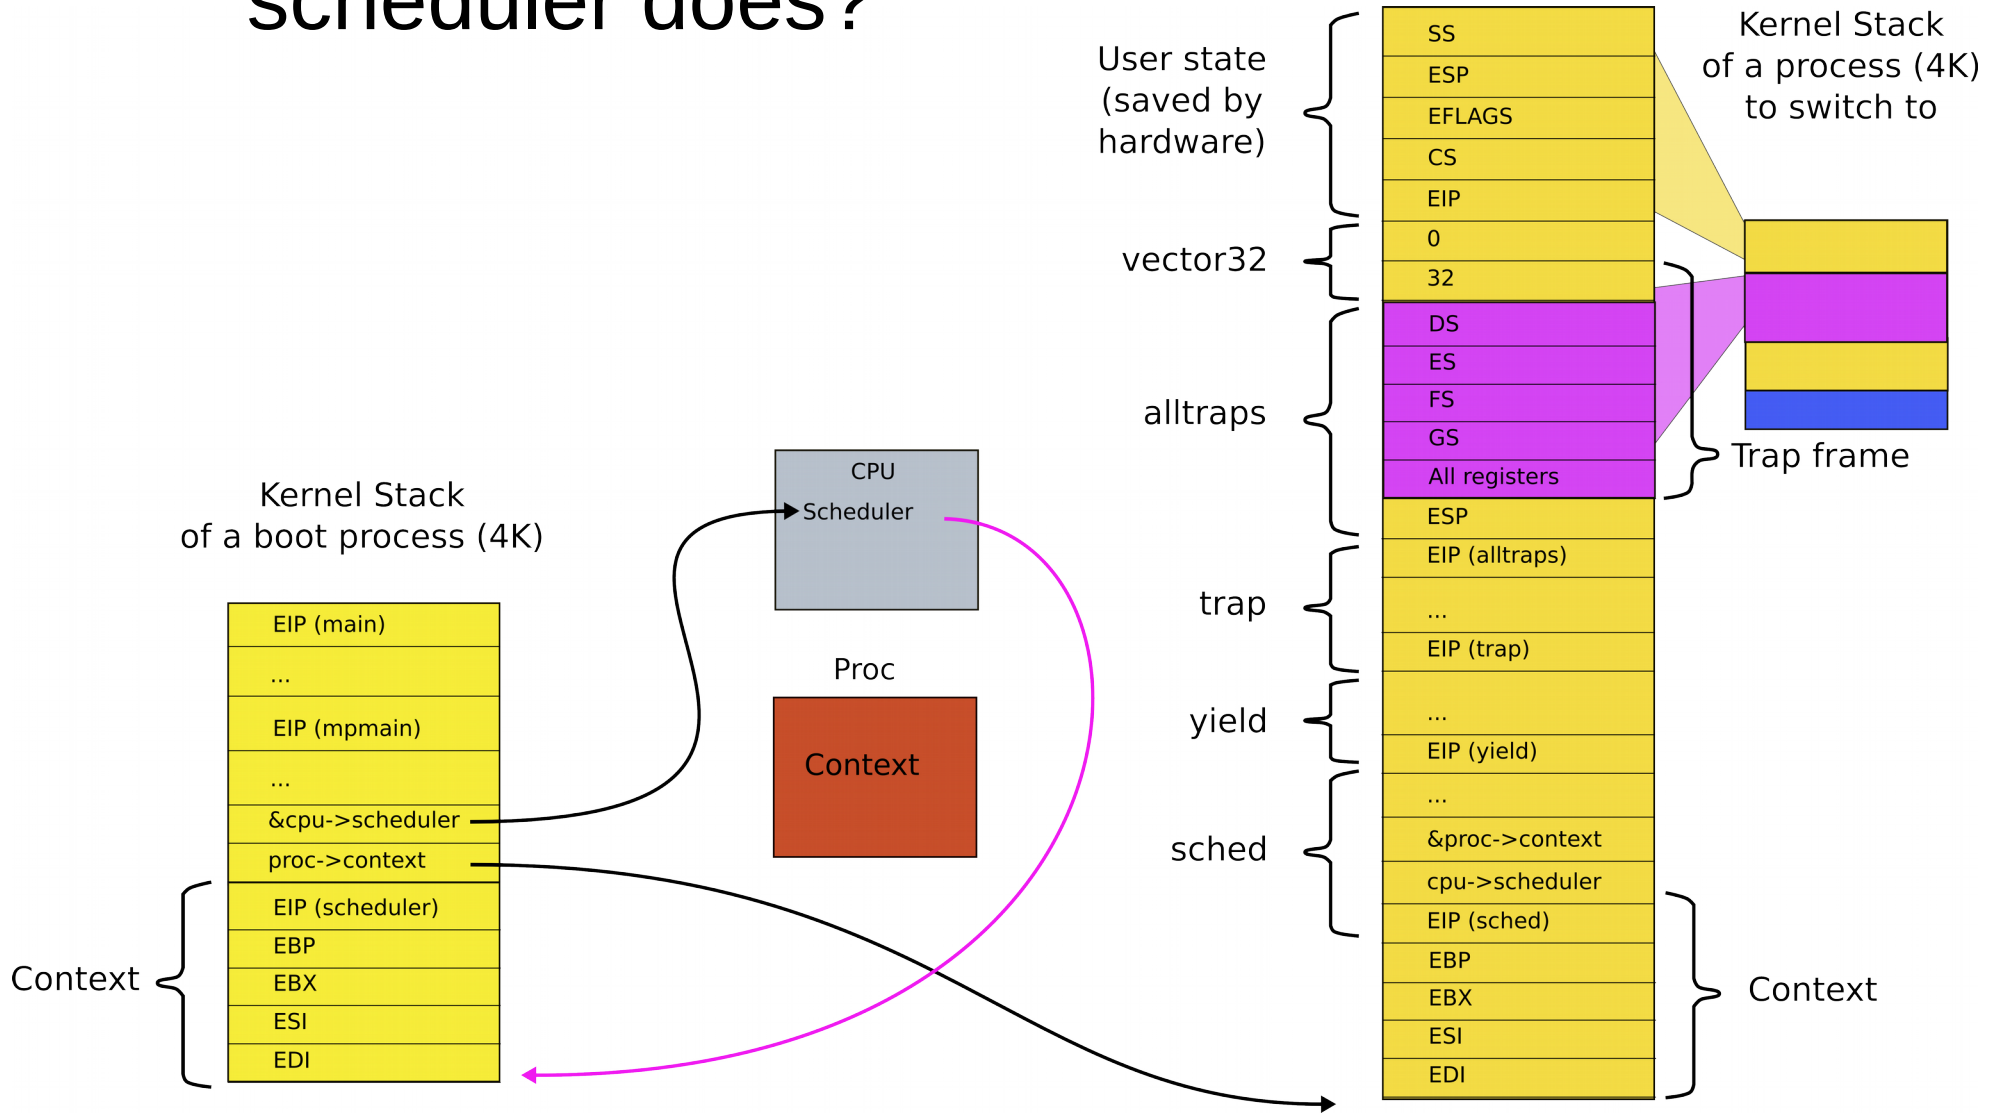 scheduler does?
Kernel Stack
of a process (4K)
to switch to
User state
(saved by
hardware)
SS
ESP
EFLAGS
CS
EIP
vector32
0
32
alltraps
DS
ES
FS
GS
All registers
ESP
Trap frame
trap
EIP (alltraps)
...
EIP (trap)
yield
...
EIP (yield)
sched
...
&proc->context
cpu->scheduler
EIP (sched)
EBP
EBX
ESI
EDI
Context
CPU
Scheduler
Proc
Context
Kernel Stack
of a boot process (4K)
EIP (main)
...
EIP (mpmain)
...
&cpu->scheduler
proc->context
EIP (scheduler)
EBP
EBX
ESI
EDI
Context